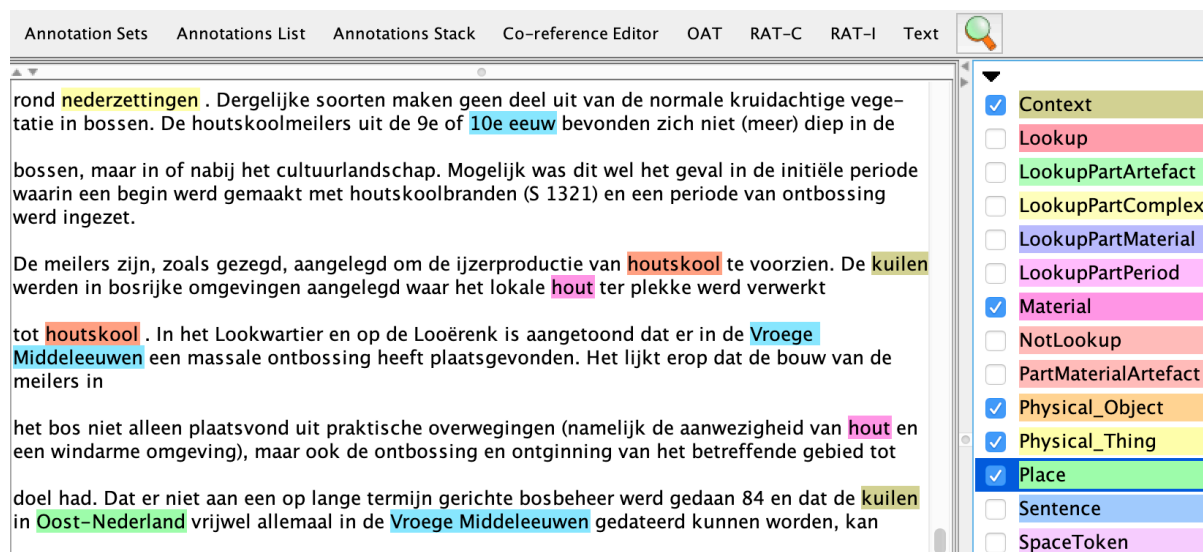 Annotation Sets Annotations List Annotations Stack Co-reference Editor OAT RAT-C RAT-I Text
rond nederzettingen . Dergelijke soorten maken geen deel uit van de normale kruidachtige vege-
tatie in bossen. De houtskoolmeilers uit de 9e of 10e eeuw bevonden zich niet (meer) diep in de
bossen, maar in of nabij het cultuurlandschap. Mogelijk was dit wel het geval in de initiële periode
waarin een begin werd gemaakt met houtskoolbranden (S 1321) en een periode van ontbossing
werd ingezet.
De meilers zijn, zoals gezegd, aangelegd om de ijzerproductie van houtskool te voorzien. De kuilen
werden in bosrijke omgevingen aangelegd waar het lokale hout ter plekke werd verwerkt
tot houtskool . In het Lookwartier en op de Looërenk is aangetoond dat er in de Vroege
Middeleeuwen een massale ontbossing heeft plaatsgevonden. Het lijkt erop dat de bouw van de
meilers in
het bos niet alleen plaatsvond uit praktische overwegingen (namelijk de aanwezigheid van hout en
een windarme omgeving), maar ook de ontbossing en ontginning van het betreffende gebied tot
doel had. Dat er niet aan een op lange termijn gerichte bosbeheer werd gedaan 84 en dat de kuilen
in Oost-Nederland vrijwel allemaal in de Vroege Middeleeuwen gedateerd kunnen worden, kan
Context
Lookup
LookupPartArtefact
LookupPartComplex
LookupPartMaterial
LookupPartPeriod
Material
NotLookup
PartMaterialArtefact
Physical_Object
Physical_Thing
Place
Sentence
SpaceToken